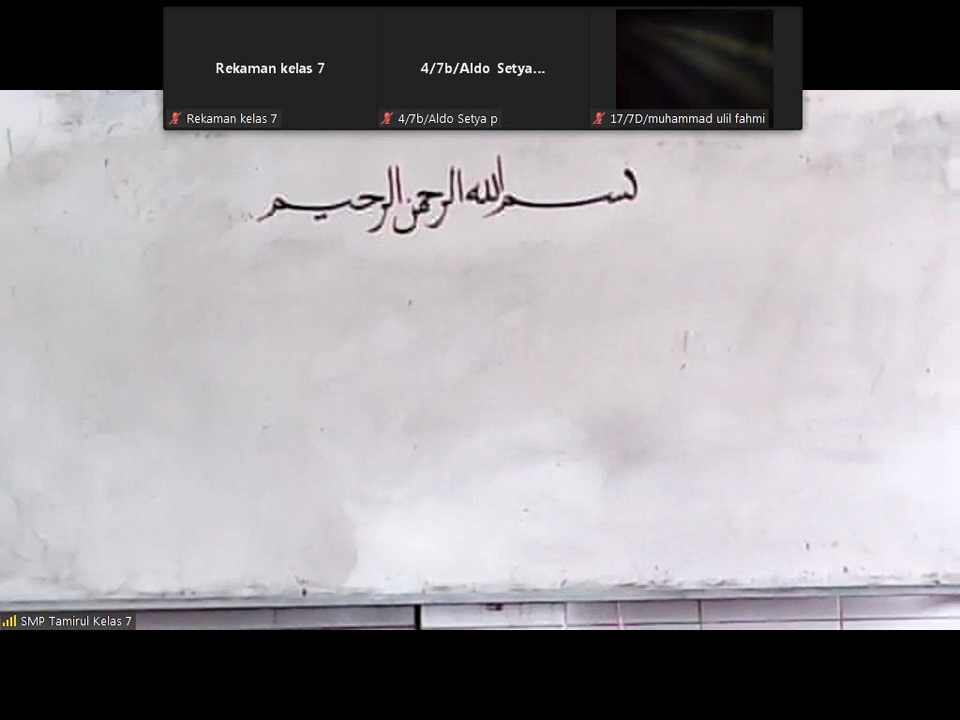 Rekaman kelas 7
4/7b/Aldo Setya...
Rekaman kelas 7
4/7b/Aldo Setya p
17/7D/muhammad ulil fahmi
بسم الله الرحمن الرحيم
SMP Tamirul Kelas 7